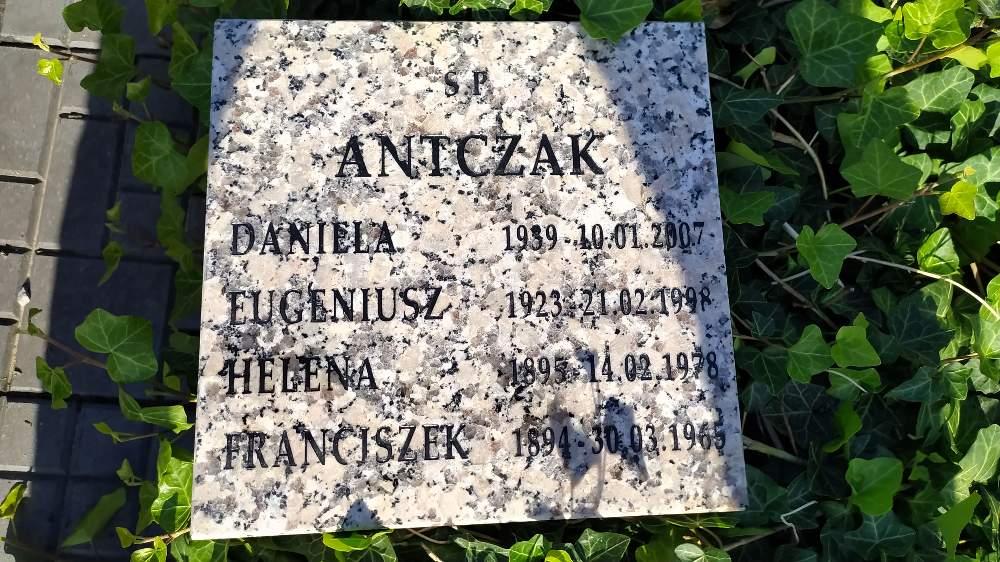 S P
ANTCZAK
DANIELA 1939 - 10.01.2007
EUGENIUSZ 1923 - 21.02.1998
HELENA 1895 - 14.02.1978
FRANCISZEK 1894 - 30.03.1965